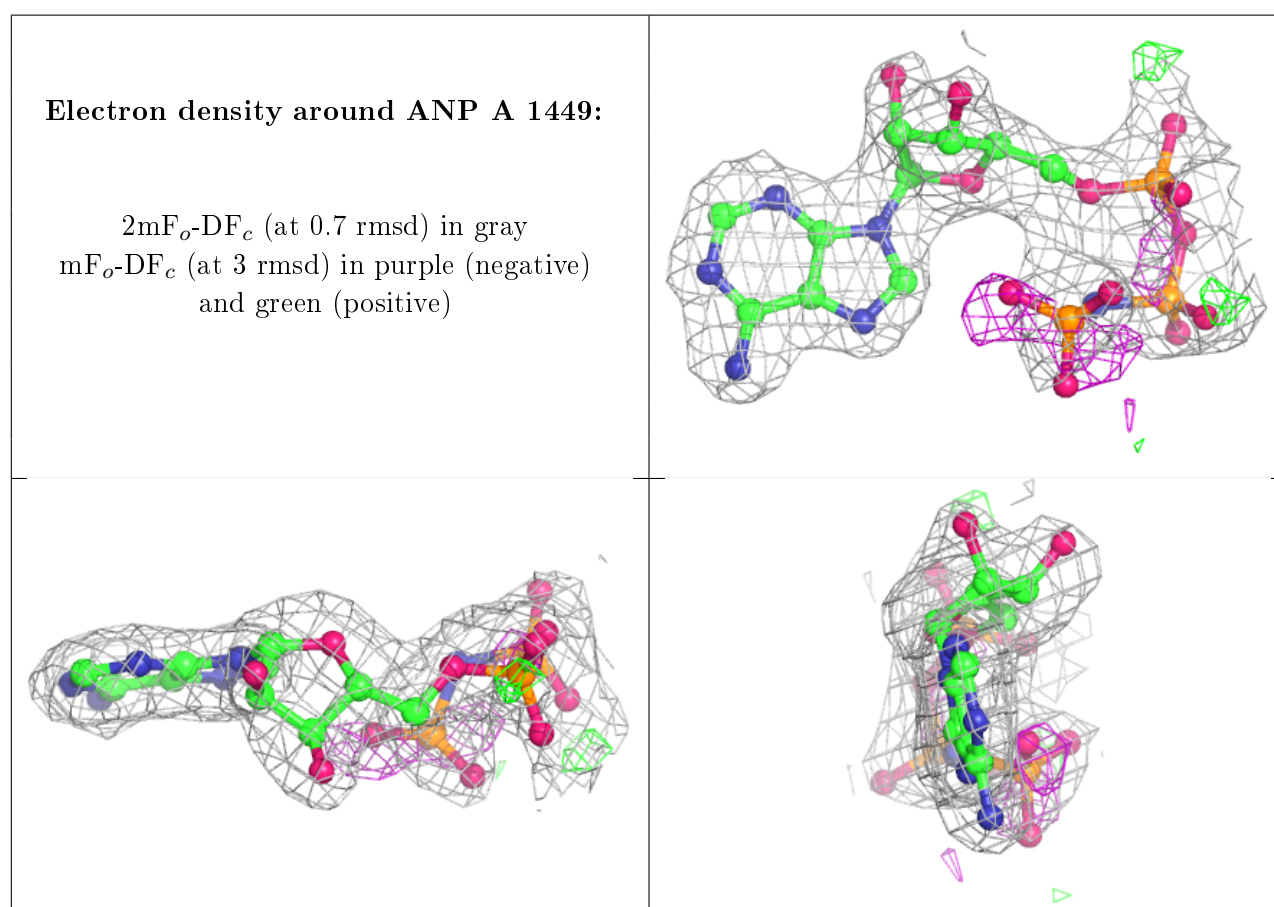 Electron density around ANP A 1449:
2mFo-DFc (at 0.7 rmsd) in gray
mFo-DFc (at 3 rmsd) in purple (negative)
and green (positive)